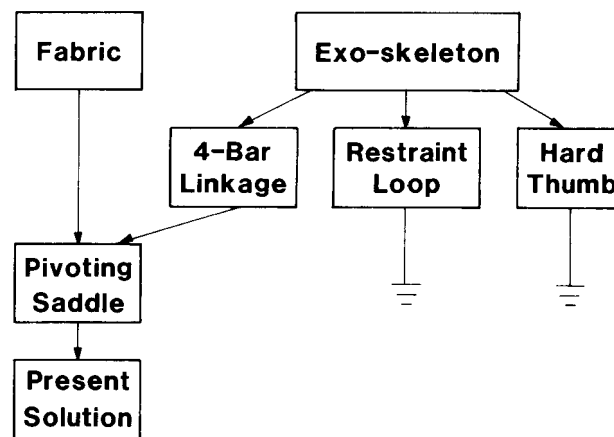 Fabric
Exo-skeleton
4-Bar
Linkage
Restraint
Loop
Hard
Thumb
Pivoting
Saddle
Present
Solution